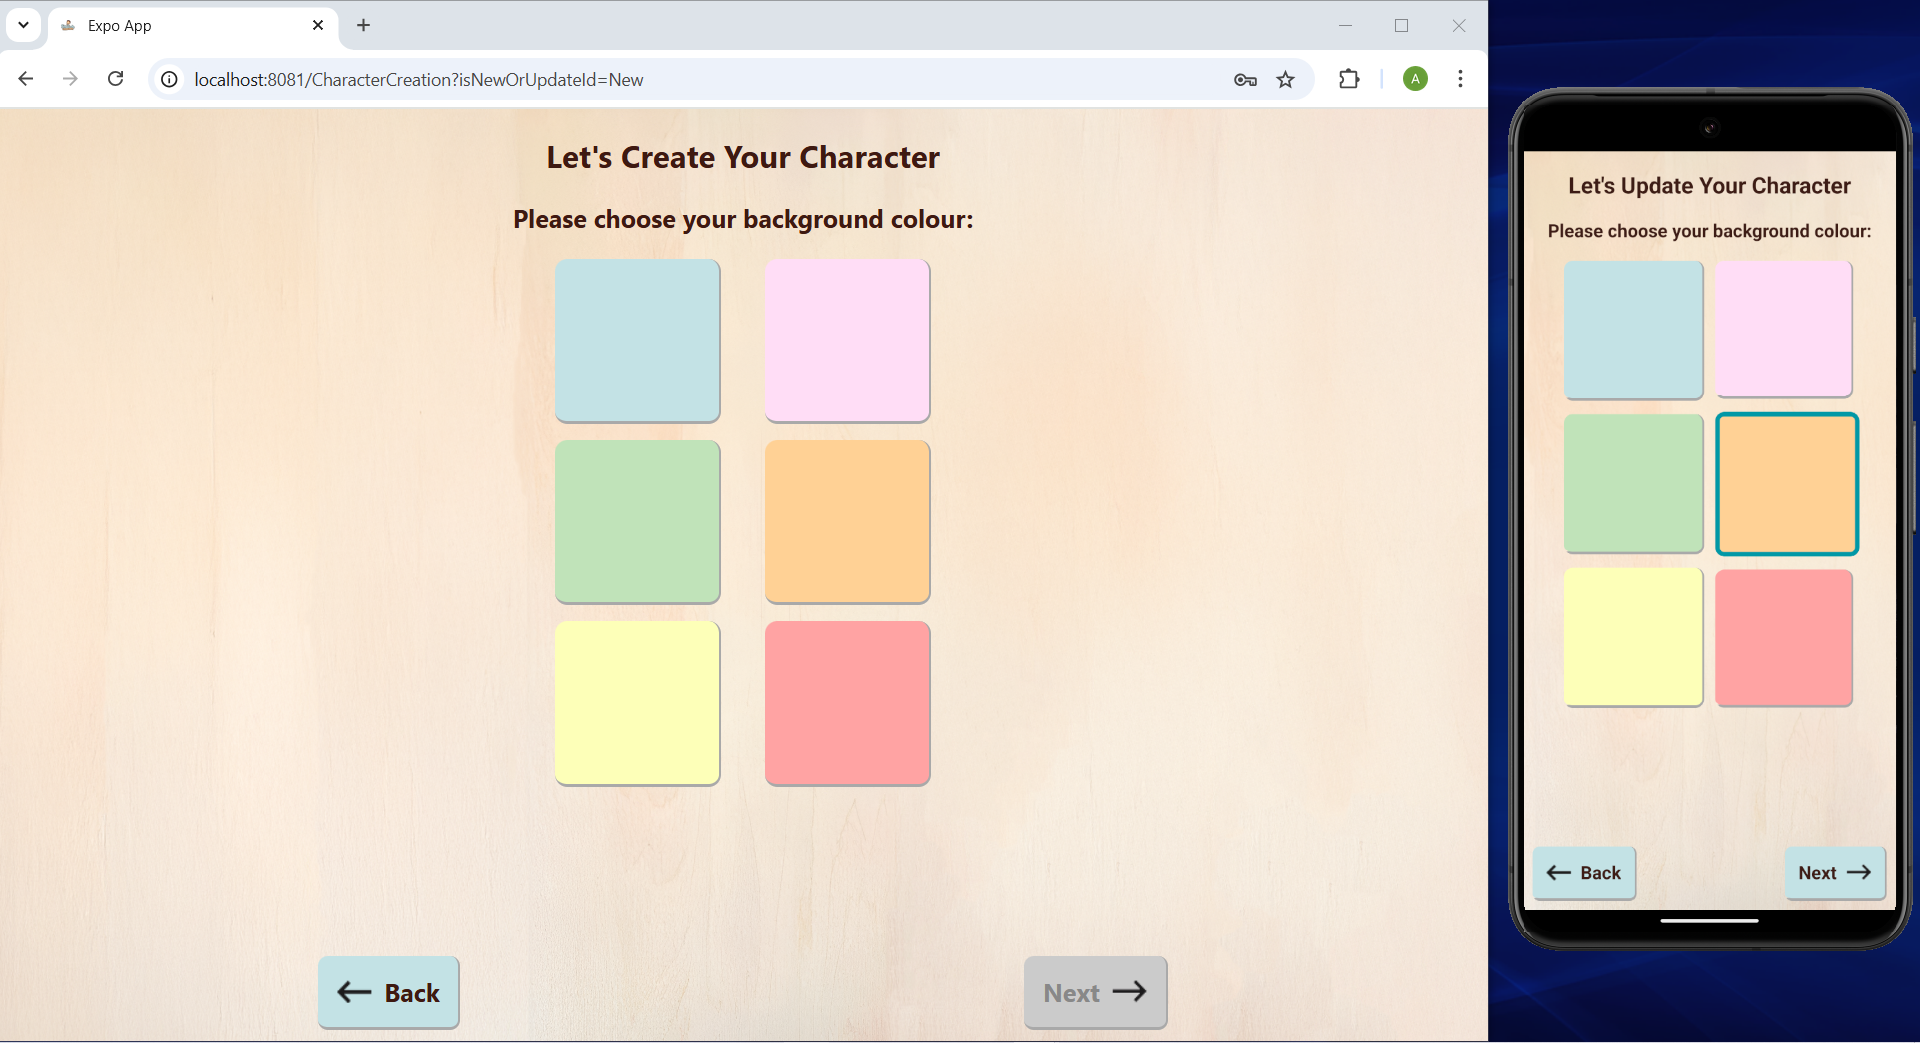 Expo App
localhost:8081/CharacterCreation?isNewOrUpdateId=New
A
Let's Create Your Character
Please choose your background colour:
Back
Next
Let's Update Your Character
Please choose your background colour:
Back
Next